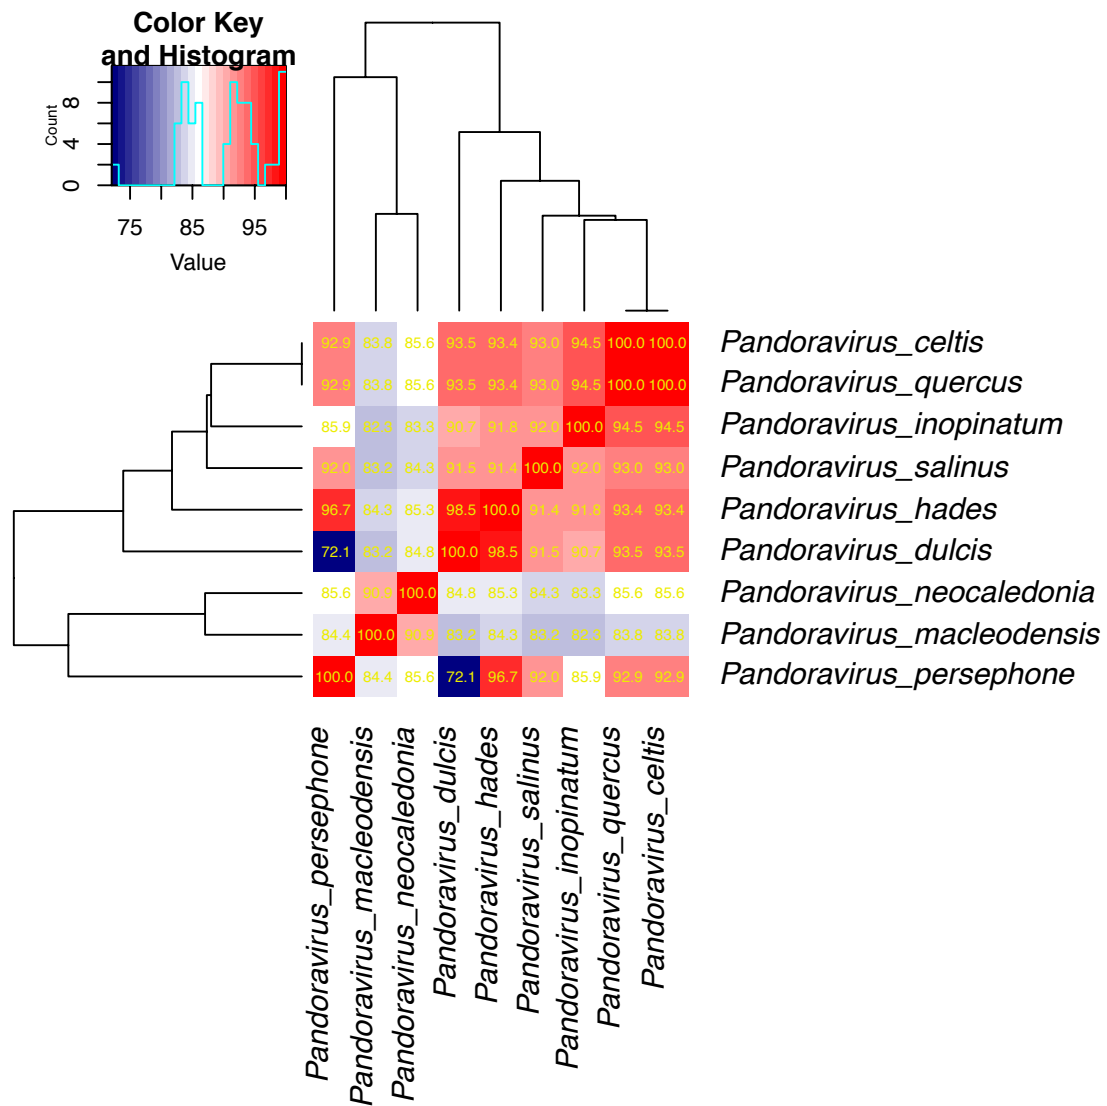 Color Key
and Histogram
Count
0 4 8
75 85 95
Value
92.9 83.8 85.6 93.5 93.4 93.0 94.5 100.0 100.0 Pandoravirus_celtis
92.9 83.8 85.6 93.5 93.4 93.0 94.5 100.0 100.0 Pandoravirus_quercus
85.9 82.3 83.3 90.7 91.8 92.0 100.0 94.5 94.5 Pandoravirus_inopinatum
92.0 83.2 84.3 91.5 91.4 100.0 92.0 93.0 93.0 Pandoravirus_salinus
96.7 84.3 85.3 98.5 100.0 91.4 91.8 93.4 93.4 Pandoravirus_hades
72.1 83.2 84.8 100.0 98.5 91.5 90.7 93.5 93.5 Pandoravirus_dulcis
85.6 90.9 100.0 84.8 85.3 84.3 83.3 85.6 85.6 Pandoravirus_neocaledonia
84.4 100.0 90.9 83.2 84.3 83.2 82.3 83.8 83.8 Pandoravirus_macleodensis
100.0 84.4 85.6 72.1 96.7 92.0 85.9 92.9 92.9 Pandoravirus_persephone
Pandoravirus_persephone
Pandoravirus_macleodensis
Pandoravirus_neocaledonia
Pandoravirus_dulcis
Pandoravirus_hades
Pandoravirus_salinus
Pandoravirus_inopinatum
Pandoravirus_quercus
Pandoravirus_celtis